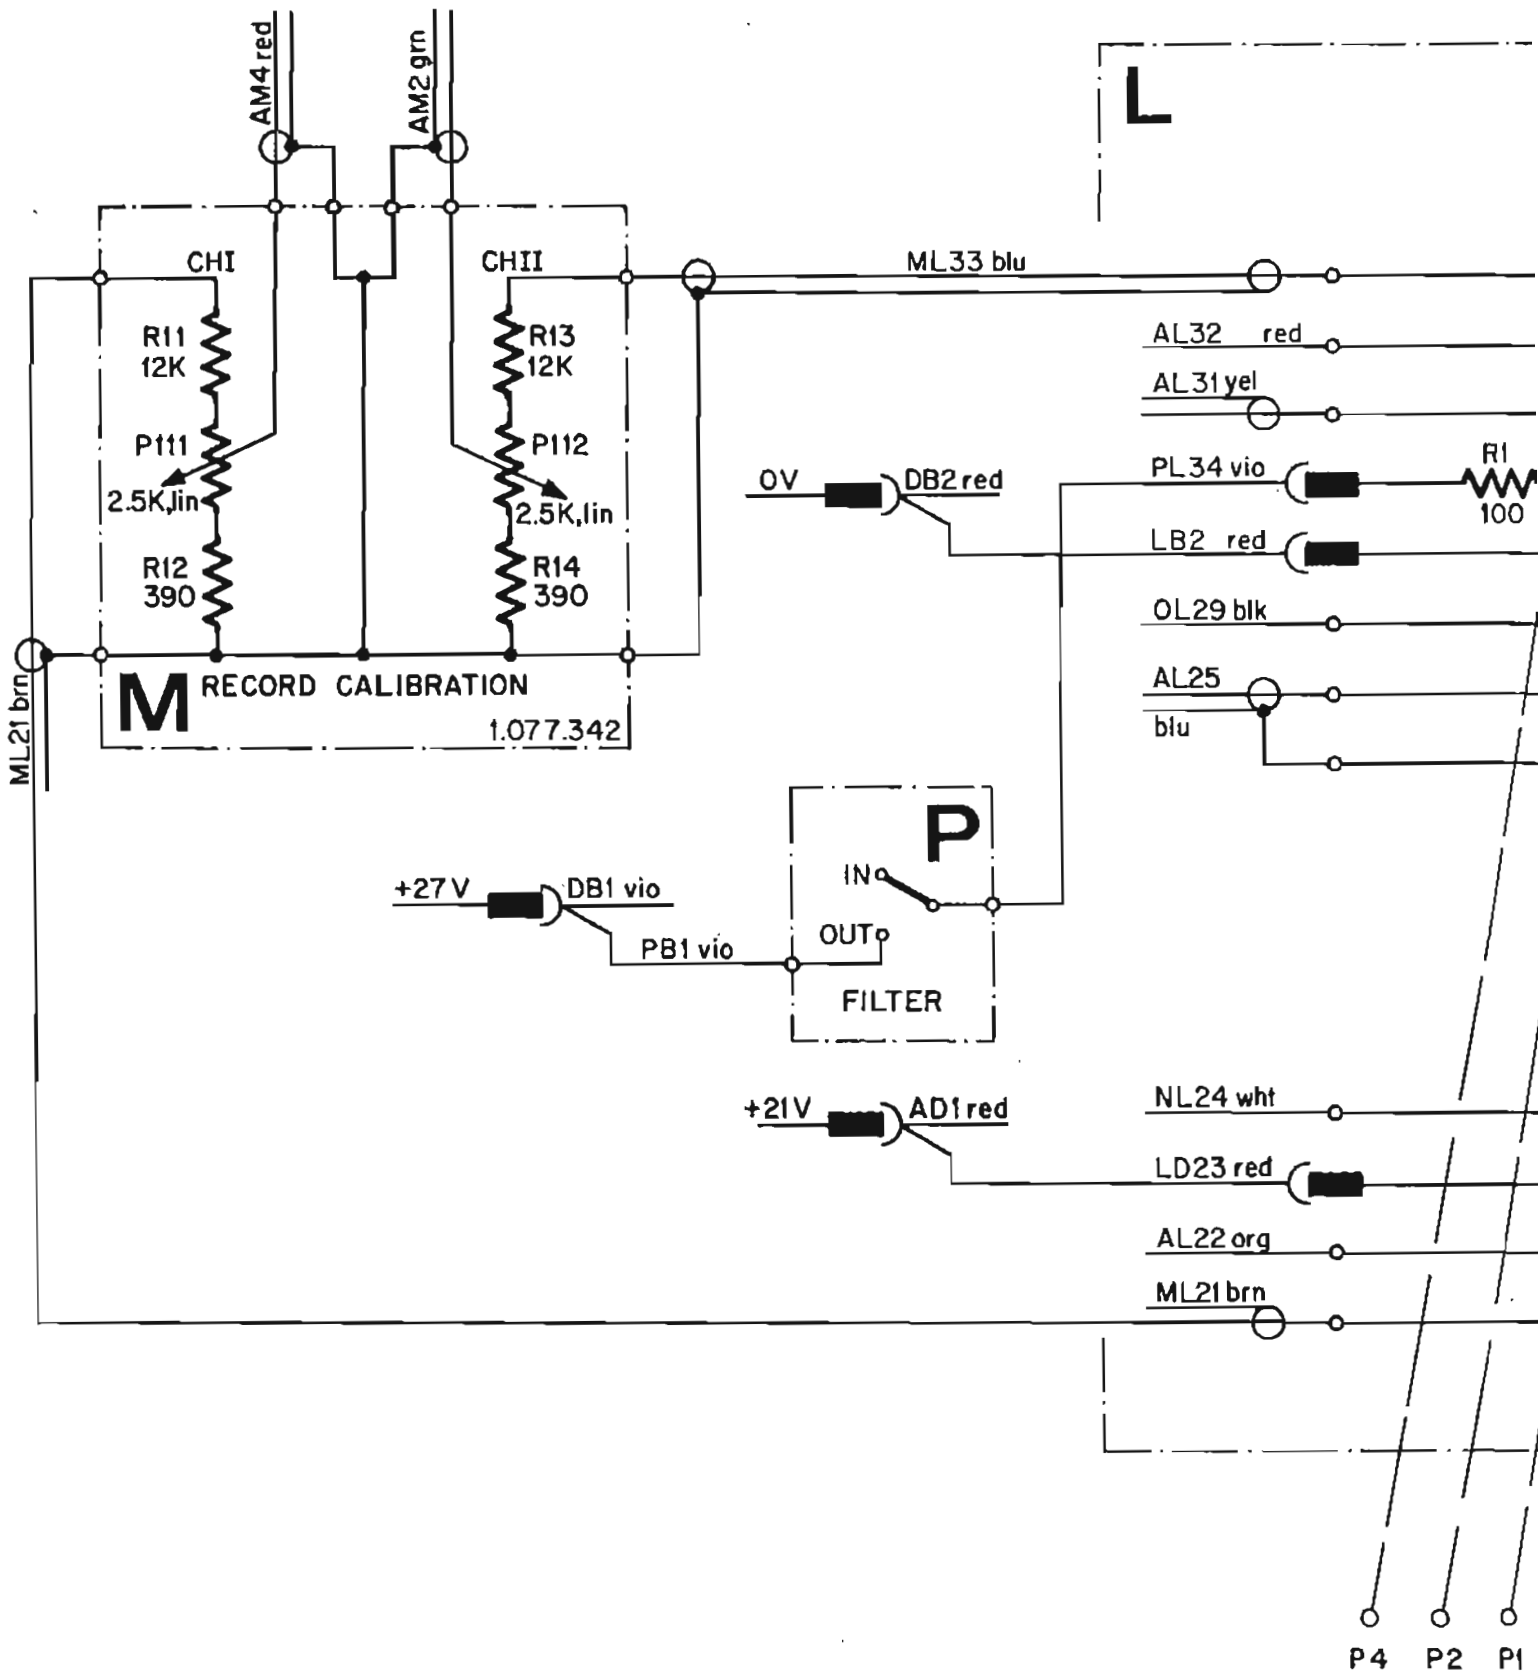 AM4 red
AM2 grn
L
CHI
CHII
ML33 blu
R11
12K
R13
12K
AL32 red
AL31 yel
P111
2.5K,lin
P112
2.5K,lin
0V
DB2 red
PL34 vio
R1
100
LB2 red
R12
390
R14
390
OL29 blk
ML21 brn
M RECORD CALIBRATION
1.077.342
AL25
blu
P
IN
OUT
FILTER
+27V
DB1 vio
PB1 vio
+21V
AD1 red
NL24 wht
LD23 red
AL22 org
ML21 brn
P4 P2 P1